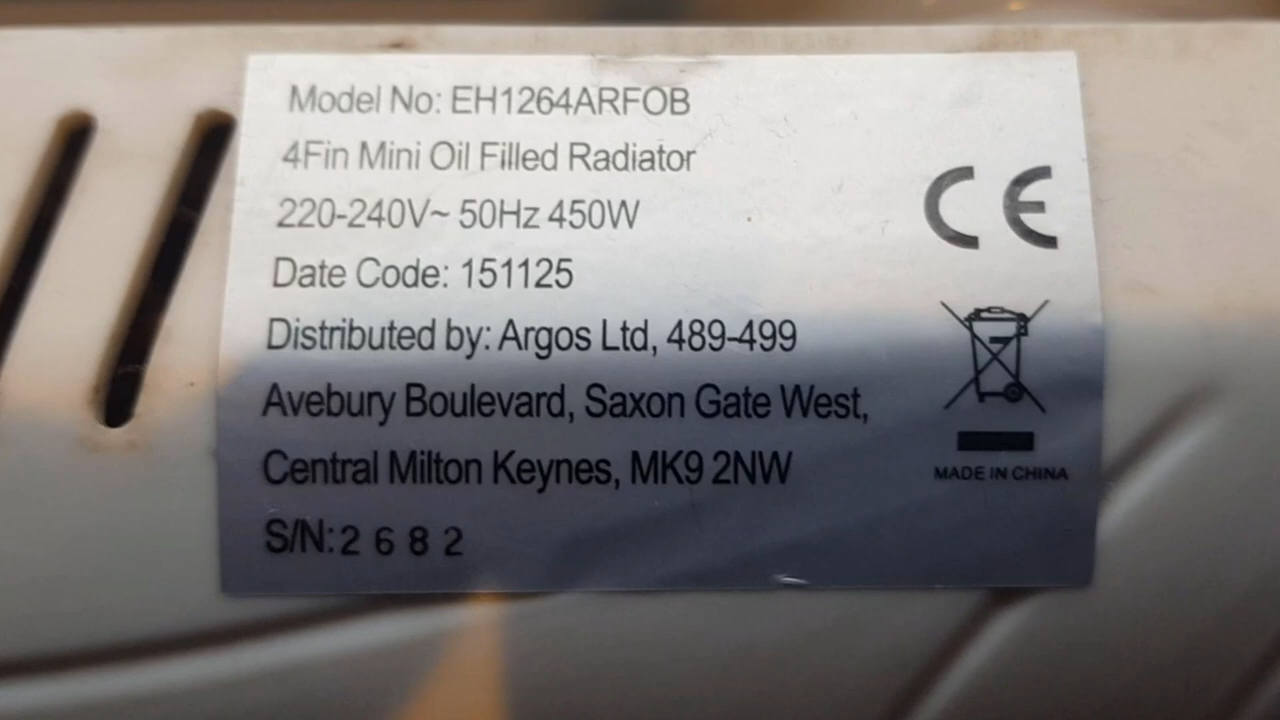 Model No: EH1264ARFOB
4Fin Mini Oil Filled Radiator
220-240V~ 50Hz 450W
Date Code: 151125
Distributed by: Argos Ltd, 489-499
Avebury Boulevard, Saxon Gate West,
Central Milton Keynes, MK9 2NW
S/N:2 6 8 2
CE
MADE IN CHINA